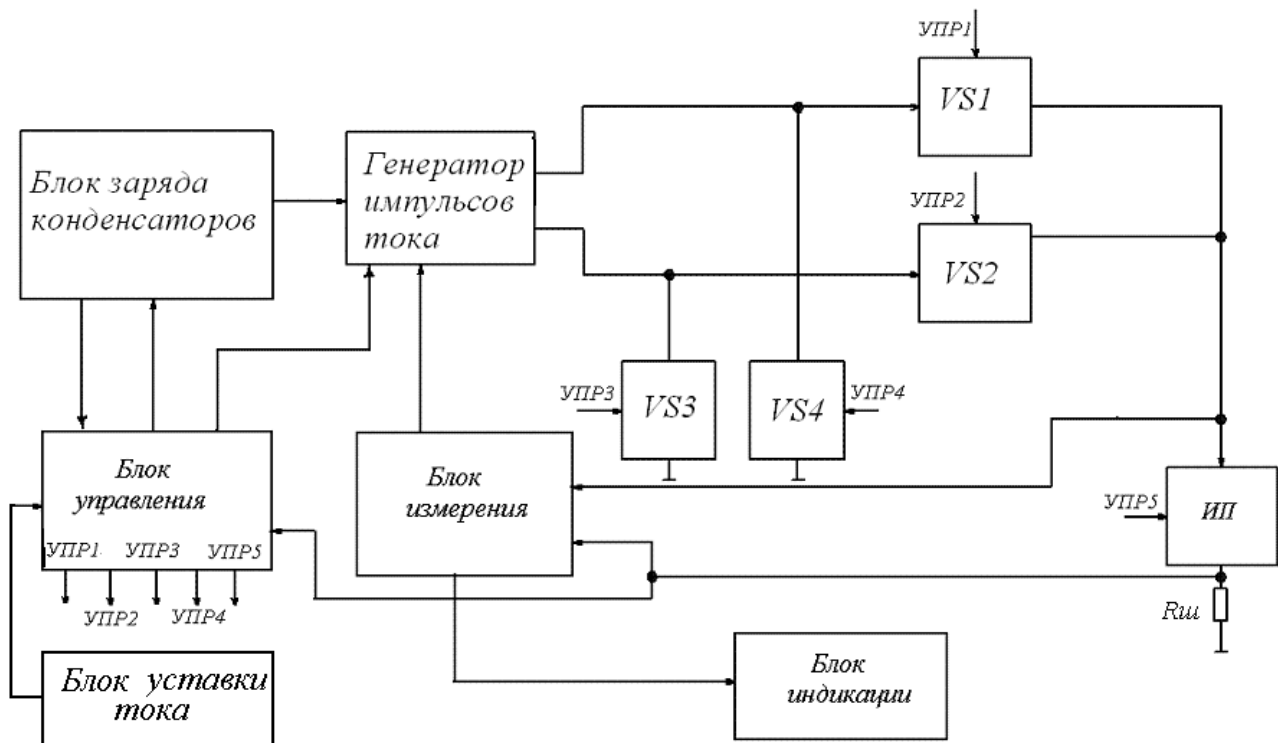 УПР1
VS1
Блок заряда
конденсаторов
Генератор
импульсов
тока
УПР2
VS2
УПР3
VS3
VS4
УПР4
Блок
управления
УПР1 УПР3 УПР5
УПР2 УПР4
Блок
измерения
УПР5
ИП
Rш
Блок уставки
тока
Блок
индикации